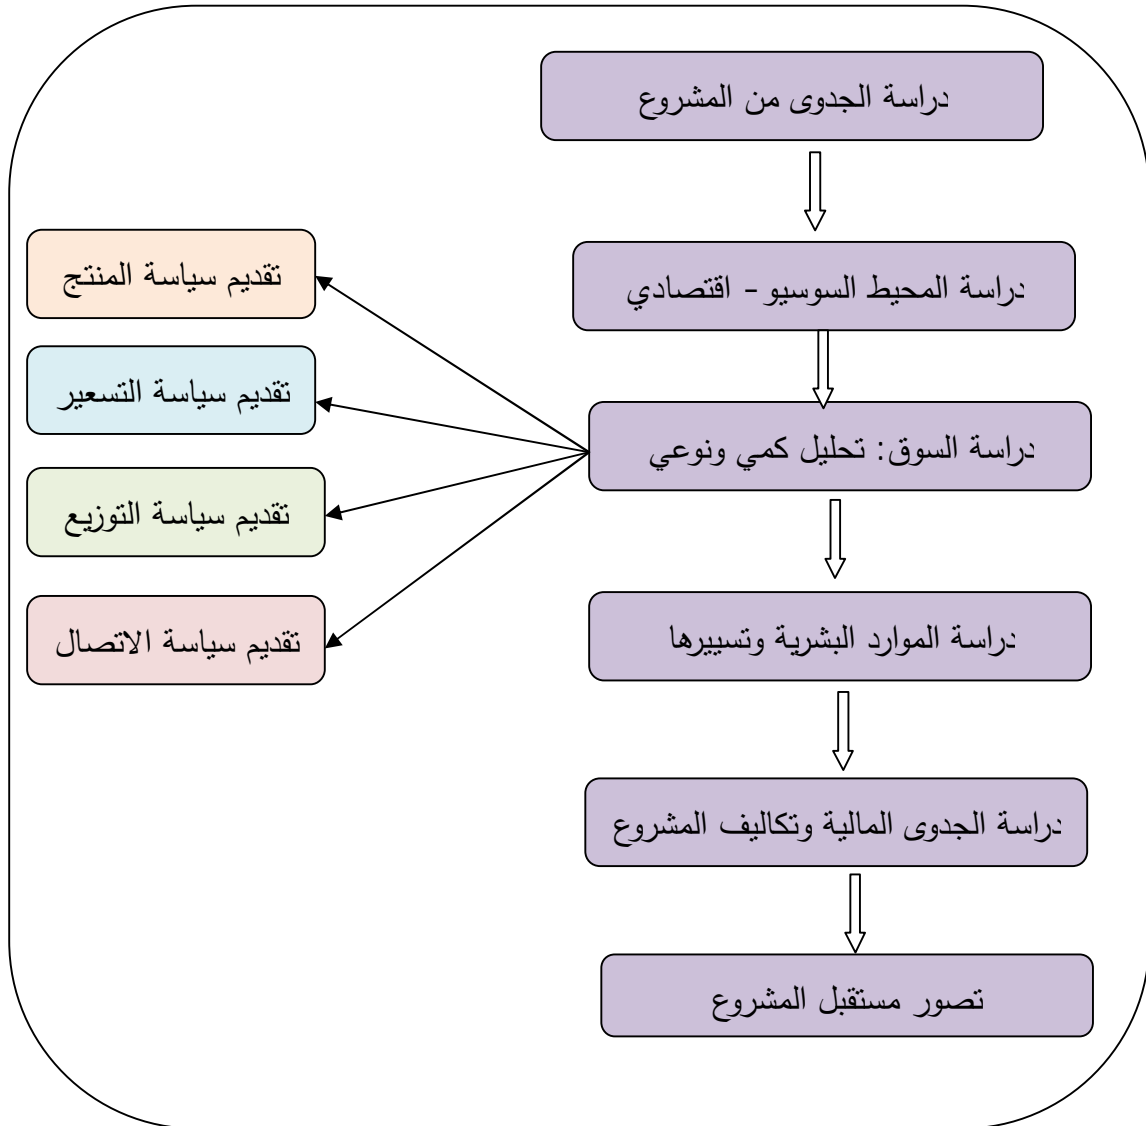 دراسة الجدوى من المشروع
دراسة المحيط السوسيو - اقتصادي
دراسة السوق: تحليل كمي ونوعي
تقديم سياسة المنتج
تقديم سياسة التسعير
تقديم سياسة التوزيع
تقديم سياسة الاتصال
دراسة الموارد البشرية وتسييرها
دراسة الجدوى المالية وتكاليف المشروع
تصور مستقبل المشروع